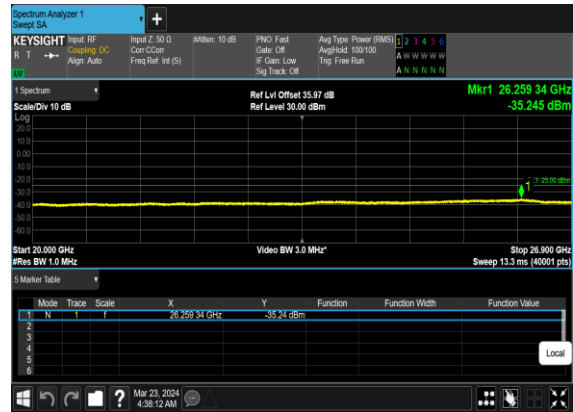 Spectrum Analyzer 1
Swept SA
KEYSIGHT Input: RF Input Z: 50 Ω #Atten: 10 dB PNO: Fast Avg Type: Power (RMS) 1 2 3 4 5 6
R T Coupling: DC Corr CCorr Gate: Off Avg|Hold: 100/100 A W W W W W
Align: Auto Freq Ref: Int (S) IF Gain: Low Trig: Free Run
Sig Track: Off A N N N N N
1 Spectrum
Ref Lvl Offset 35.97 dB Mkr1 26.259 34 GHz
Scale/Div 10 dB Ref Level 30.00 dBm -35.245 dBm
Log
20.0
10.0
0.00
-10.0
-20.0
-25.00 dBm
1
-30.0
-40.0
-50.0
-60.0
Start 20.000 GHz Video BW 3.0 MHz* Stop 26.900 GHz
#Res BW 1.0 MHz Sweep 13.3 ms (40001 pts)
5 Marker Table
Mode Trace Scale X Y Function Function Width Function Value
1 N 1 f 26.259 34 GHz -35.24 dBm
2
3
4
5
6
Local
Mar 23, 2024
4:38:12 AM